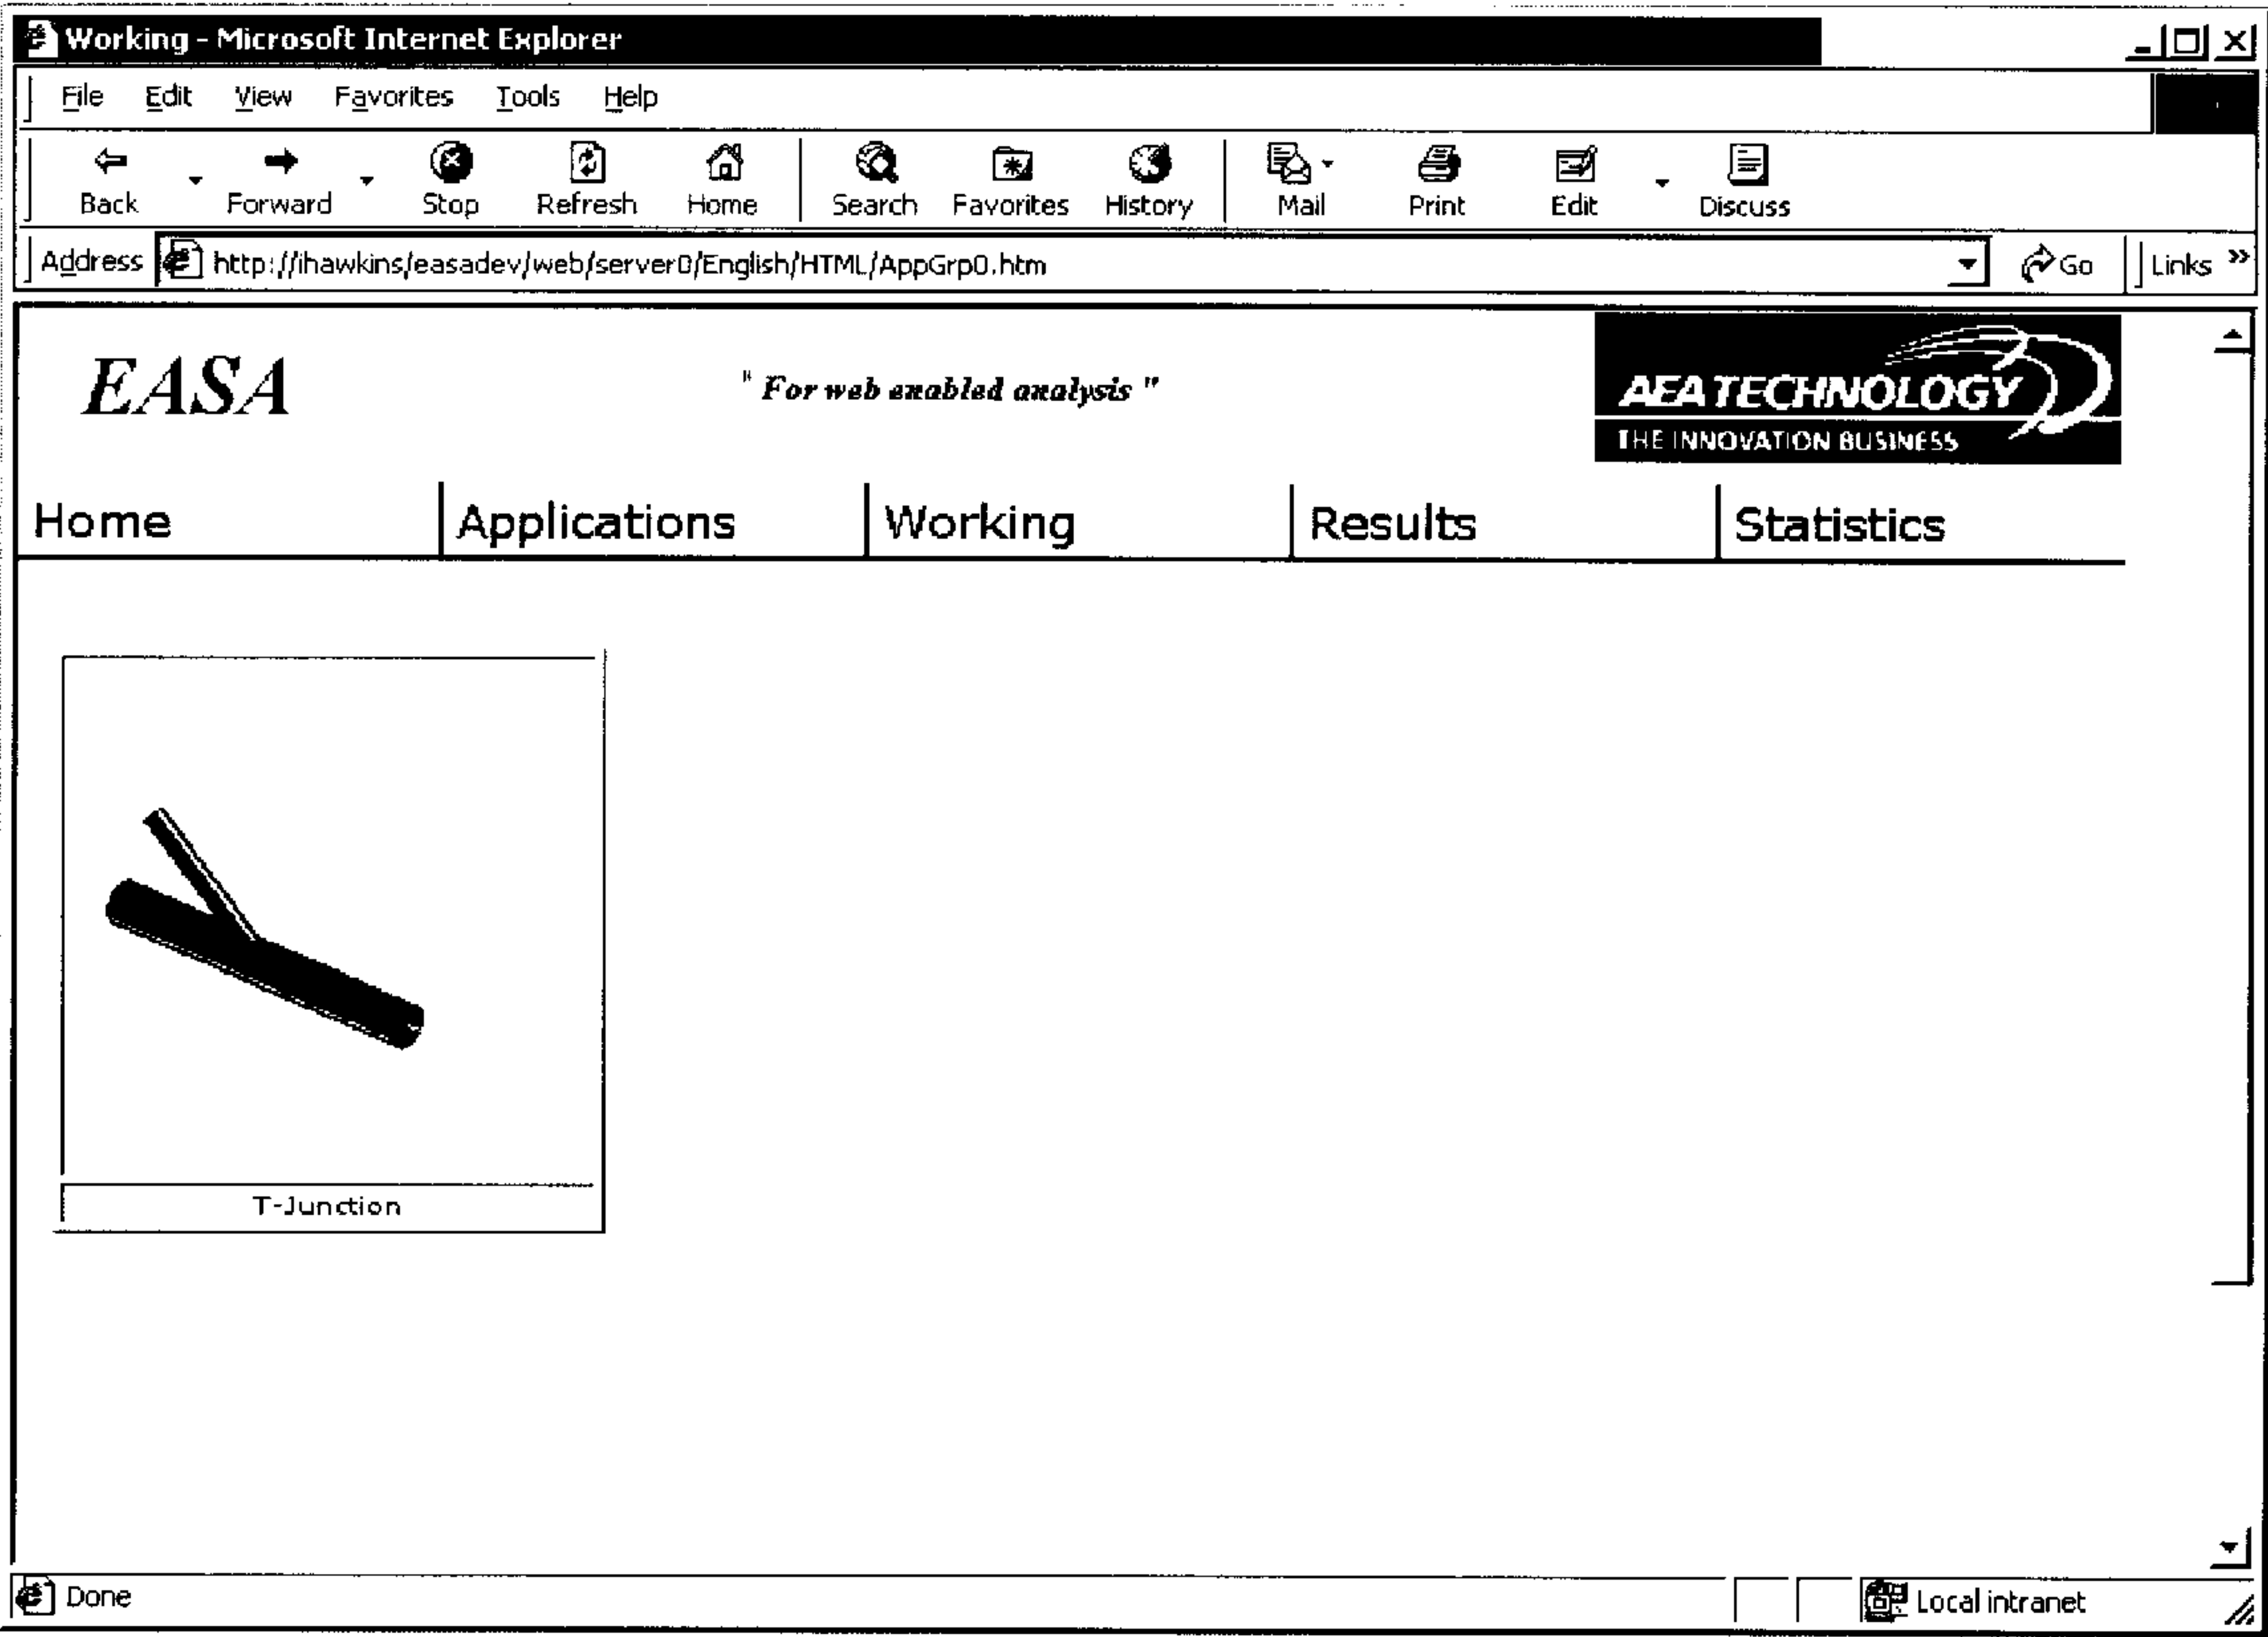 Working - Microsoft Internet Explorer
File Edit View Favorites Tools Help
Back Forward Stop Refresh Home Search Favorites History Mail Print Edit Discuss
Address http://ihawkins/easadev/web/server0/English/HTML/AppGrp0.htm Go Links »
EASA " For web enabled analysis " AEA TECHNOLOGY
THE INNOVATION BUSINESS
Home Applications Working Results Statistics
T-Junction
Done Local intranet